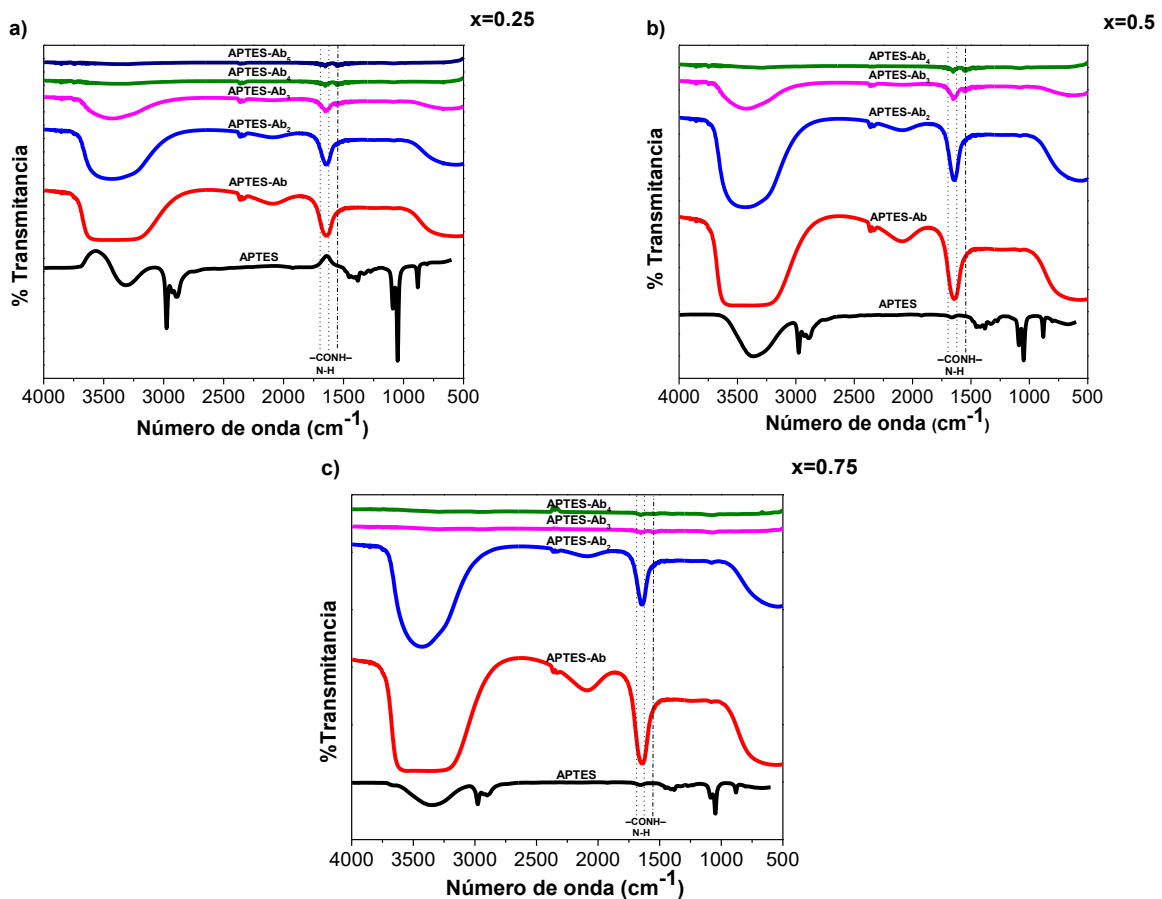 a)
x=0.25
APTES-Ab5
APTES-Ab4
APTES-Ab3
APTES-Ab2
APTES-Ab
APTES
–CONH–
N-H
% Transmitancia
4000 3500 3000 2500 2000 1500 1000 500
Número de onda (cm-1)
b)
x=0.5
APTES-Ab4
APTES-Ab3
APTES-Ab2
APTES-Ab
APTES
–CONH–
N-H
% Transmitancia
4000 3500 3000 2500 2000 1500 1000 500
Número de onda (cm-1)
c)
x=0.75
APTES-Ab4
APTES-Ab3
APTES-Ab2
APTES-Ab
APTES
–CONH–
N-H
%Transmitancia
4000 3500 3000 2500 2000 1500 1000 500
Número de onda (cm-1)